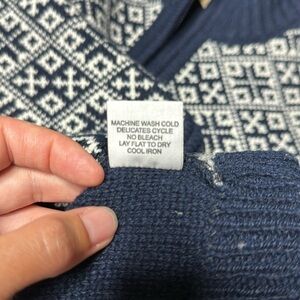 MACHINE WASH COLD
DELICATES CYCLE
NO BLEACH
LAY FLAT TO DRY
COOL IRON